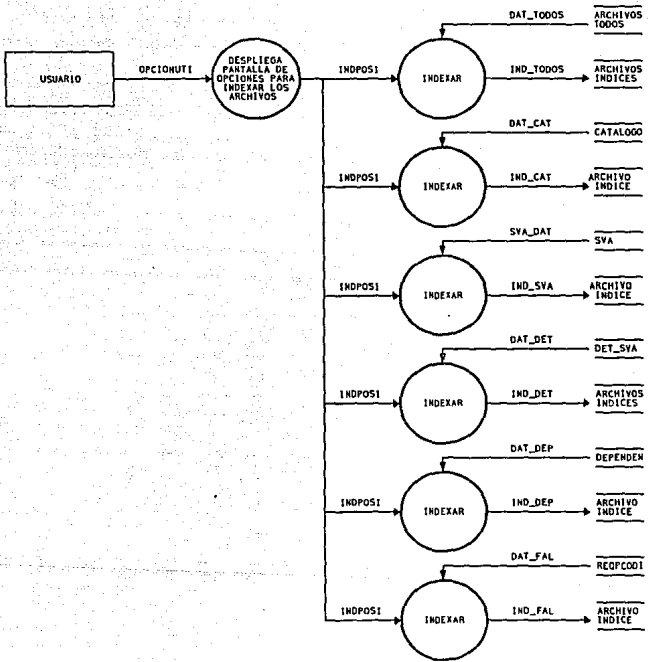 DAT_TODOS
ARCHIVOS
TODOS
USUARIO
OPCIONUTI
DESPLIEGA
PANTALLA DE
OPCIONES PARA
INDEXAR LOS
ARCHIVOS
INDPOSI
INDEXAR
IND_TODOS
ARCHIVOS
INDICES
DAT_CAT
CATALOGO
INDPOSI
INDEXAR
IND_CAT
ARCHIVO
INDICE
SVA_DAT
SVA
INDPOSI
INDEXAR
IND_SVA
ARCHIVO
INDICE
DAT_DET
DET_SVA
INDPOSI
INDEXAR
IND_DET
ARCHIVOS
INDICES
DAT_DEP
DEPENDEN
INDPOSI
INDEXAR
IND_DEP
ARCHIVO
INDICE
DAT_FAL
REQPCODI
INDPOSI
INDEXAR
IND_FAL
ARCHIVO
INDICE